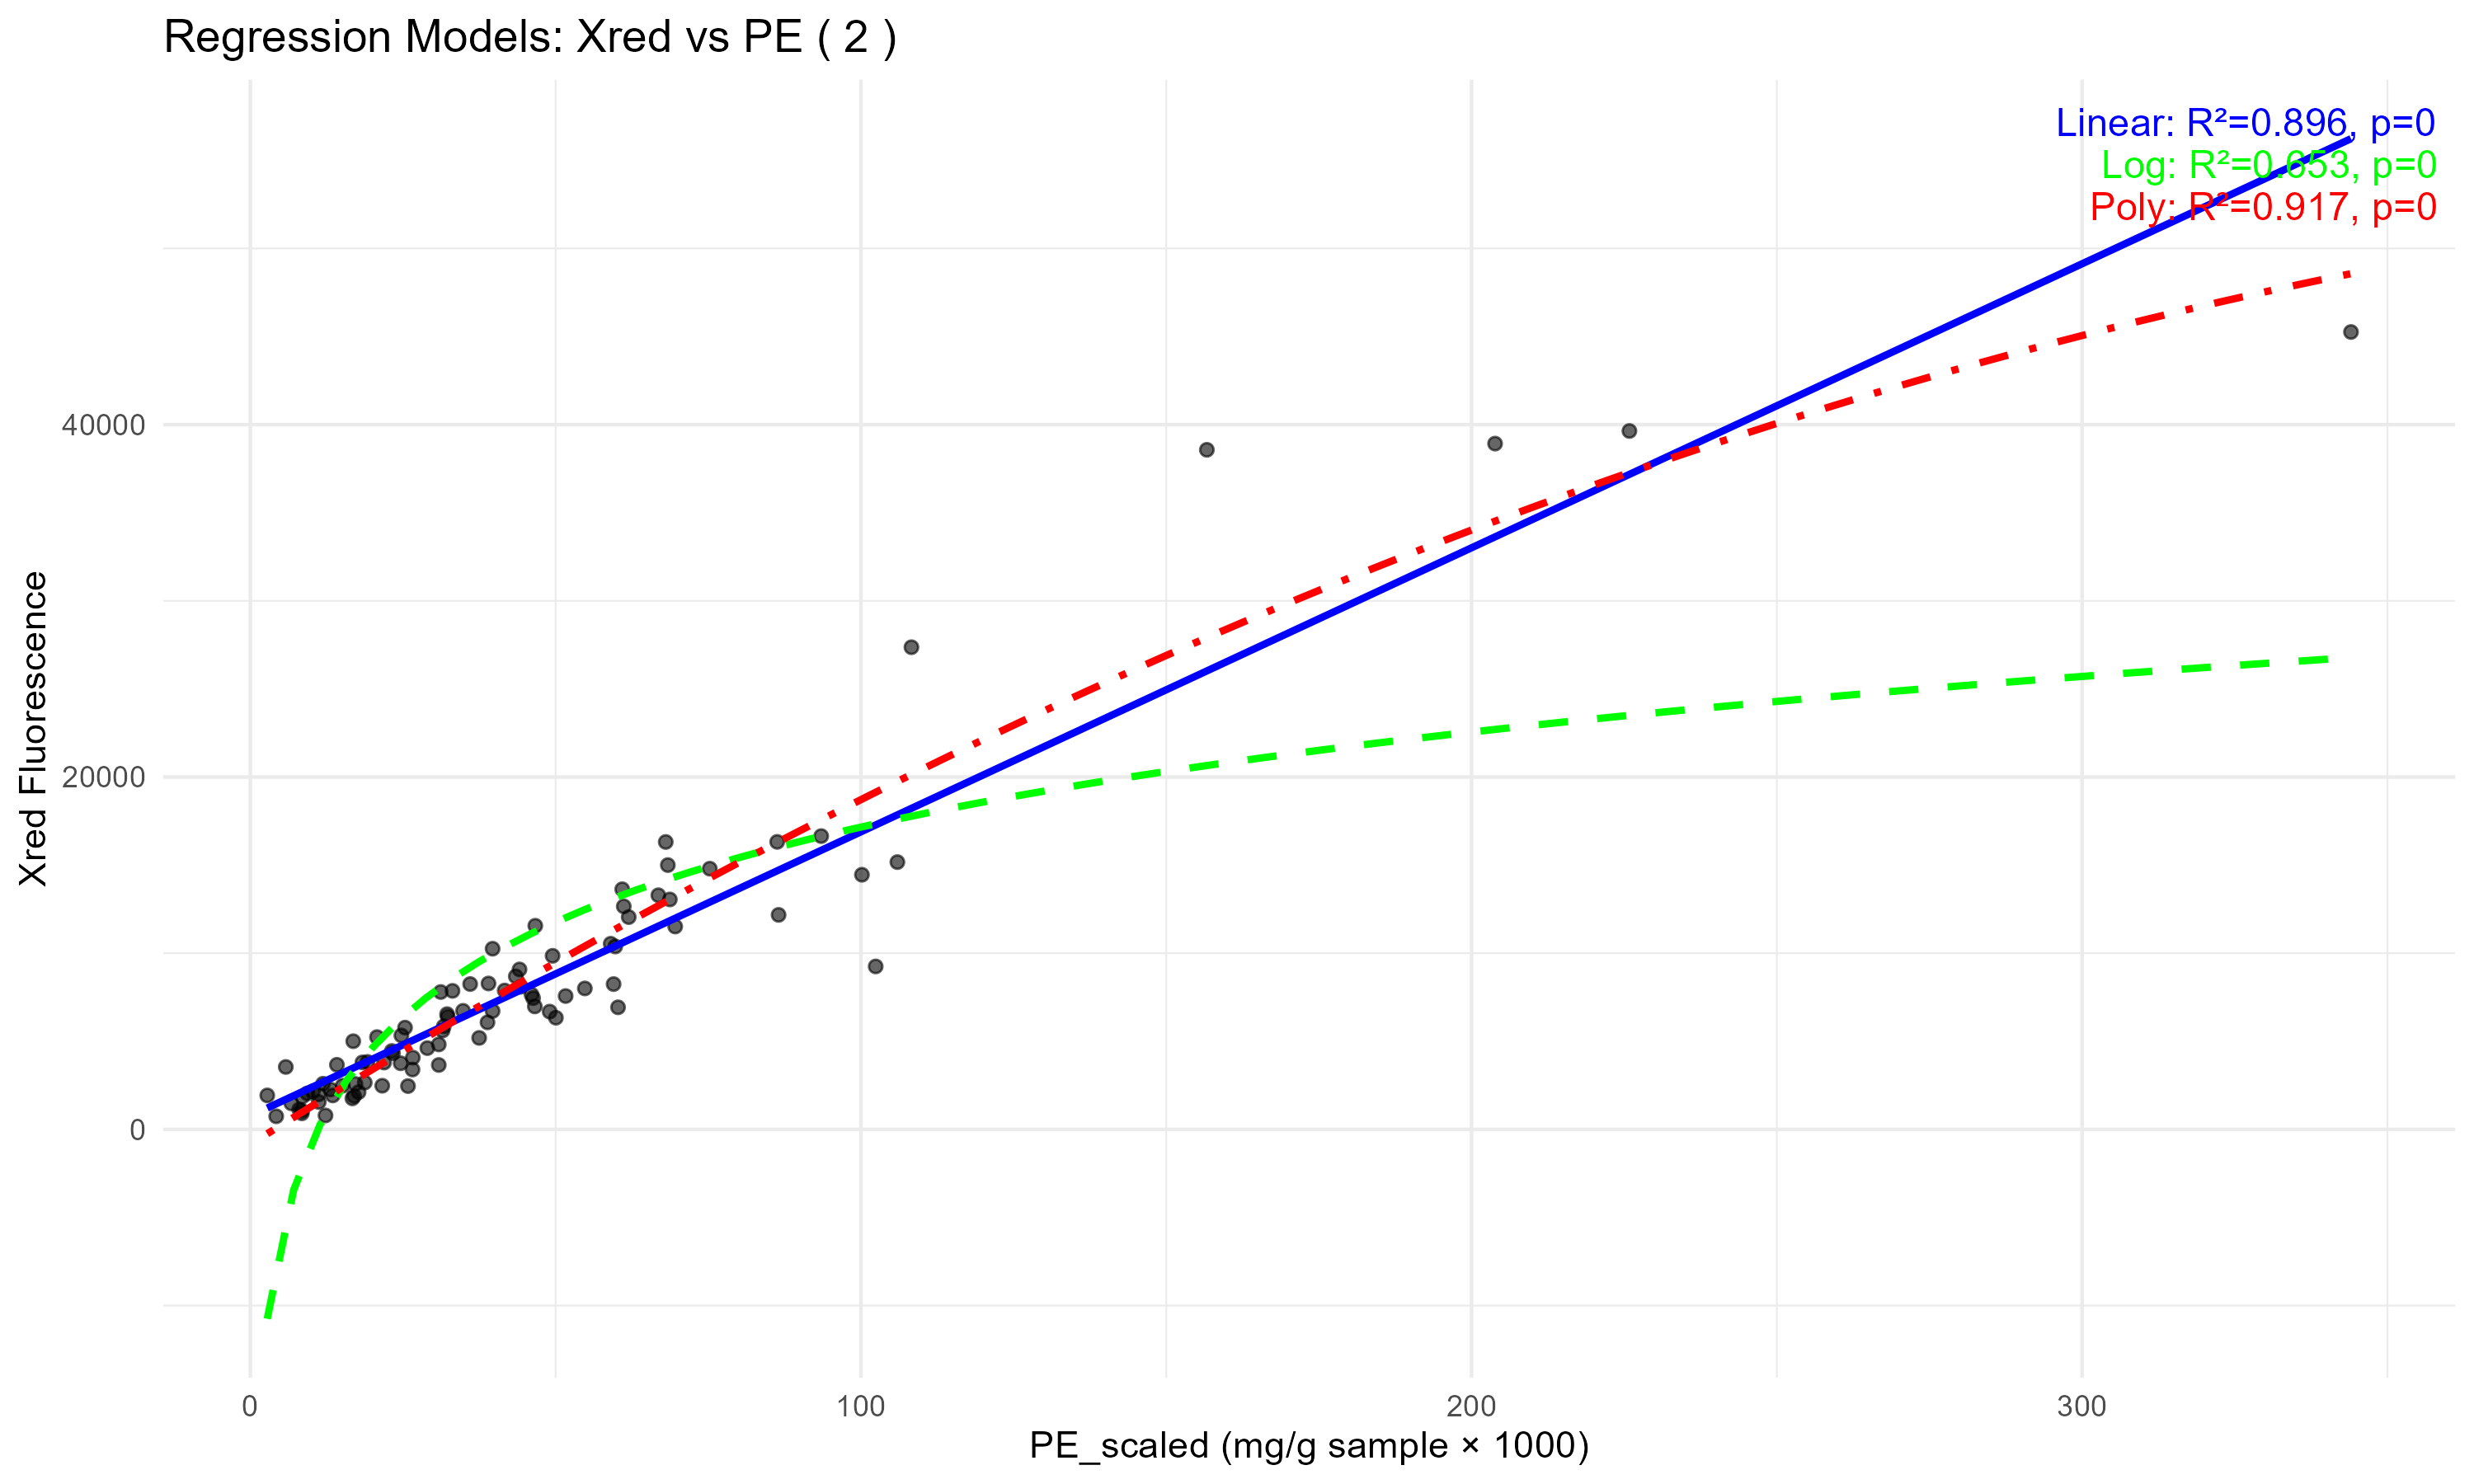 Regression Models: Xred vs PE ( 2 )
Linear: R²=0.896, p=0
Log: R²=0.653, p=0
Poly: R²=0.917, p=0
Xred Fluorescence
40000
20000
0
0
100
200
300
PE_scaled (mg/g sample × 1000)